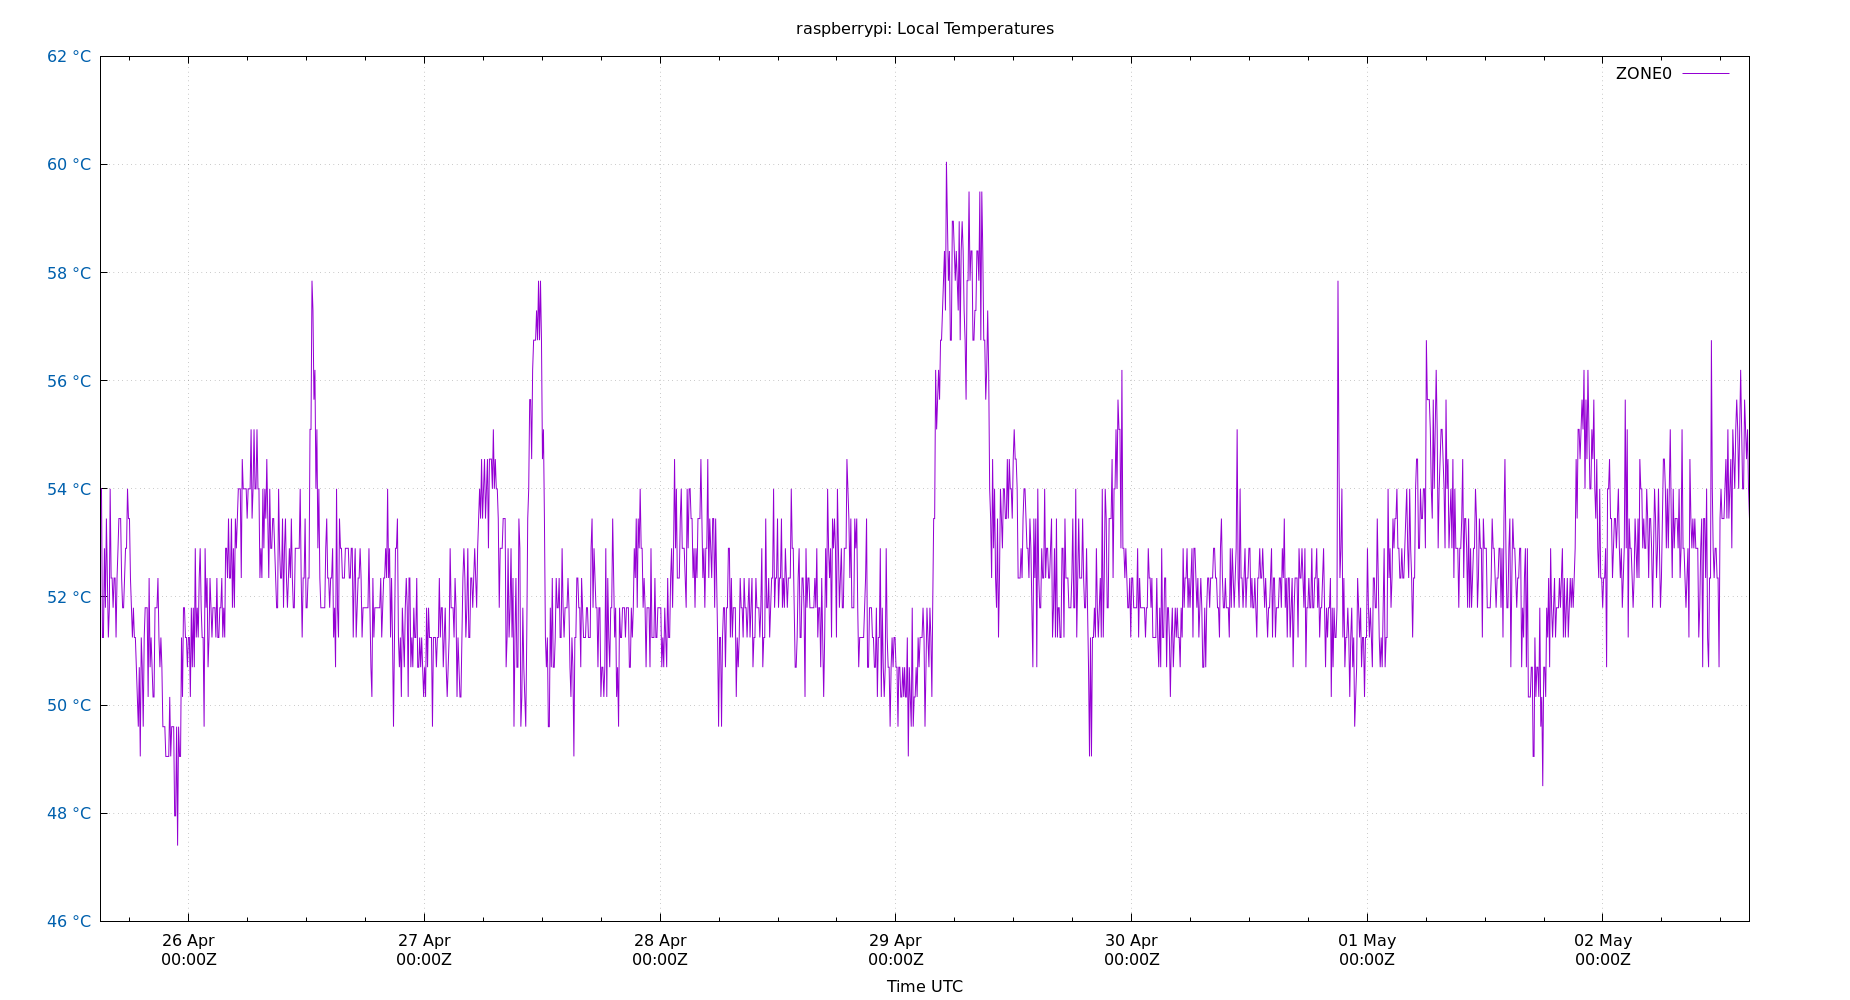 raspberrypi: Local Temperatures
62 °C
ZONE0
60 °C
58 °C
56 °C
54 °C
52 °C
50 °C
48 °C
46 °C
26 Apr 27 Apr 28 Apr 29 Apr 30 Apr 01 May 02 May
00:00Z 00:00Z 00:00Z 00:00Z 00:00Z 00:00Z 00:00Z
Time UTC